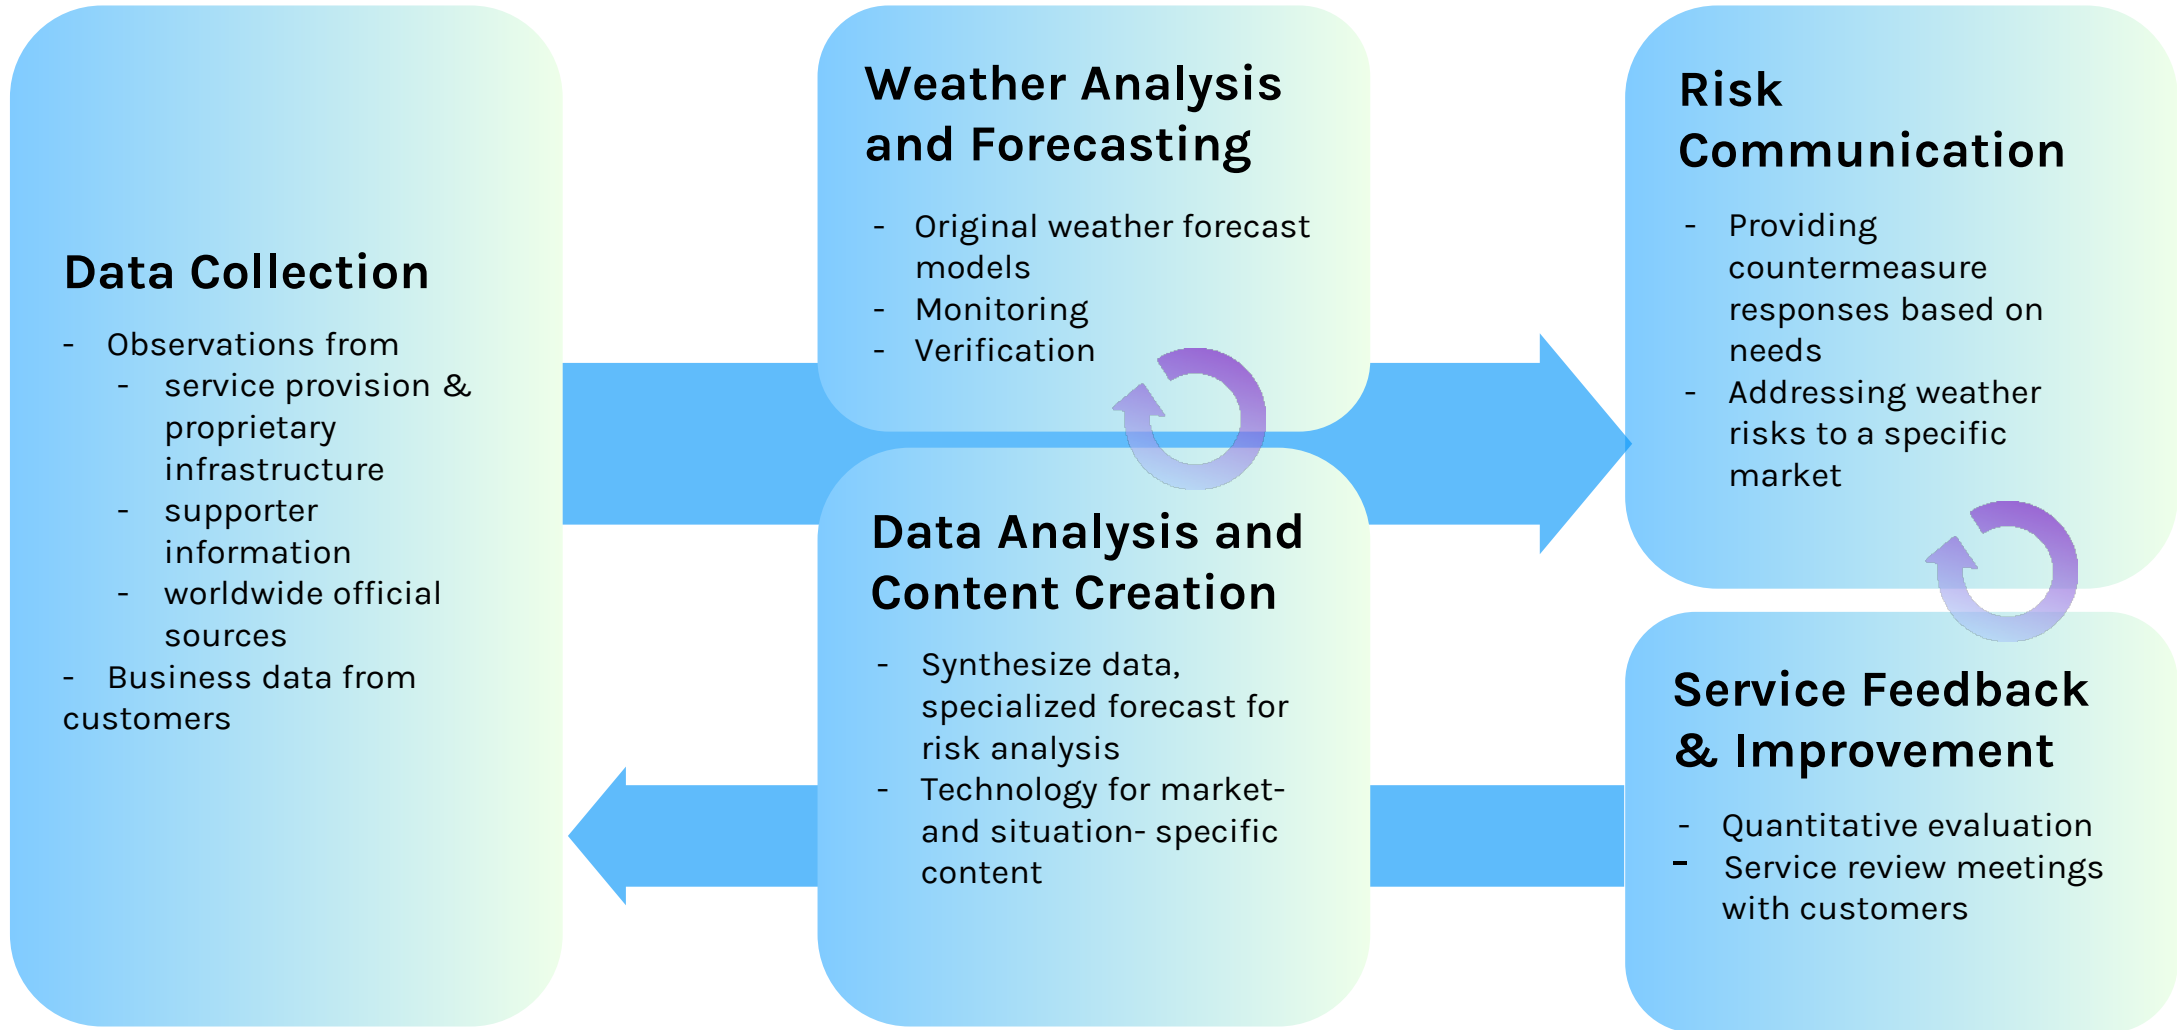 Data Collection
- Observations from
- service provision &
proprietary
infrastructure
- supporter
information
- worldwide official
sources
- Business data from
customers
Weather Analysis
and Forecasting
- Original weather forecast
models
- Monitoring
- Verification
Data Analysis and
Content Creation
- Synthesize data,
specialized forecast for
risk analysis
- Technology for market-
and situation- specific
content
Risk
Communication
- Providing
countermeasure
responses based on
needs
- Addressing weather
risks to a specific
market
Service Feedback
& Improvement
- Quantitative evaluation
- Service review meetings
with customers